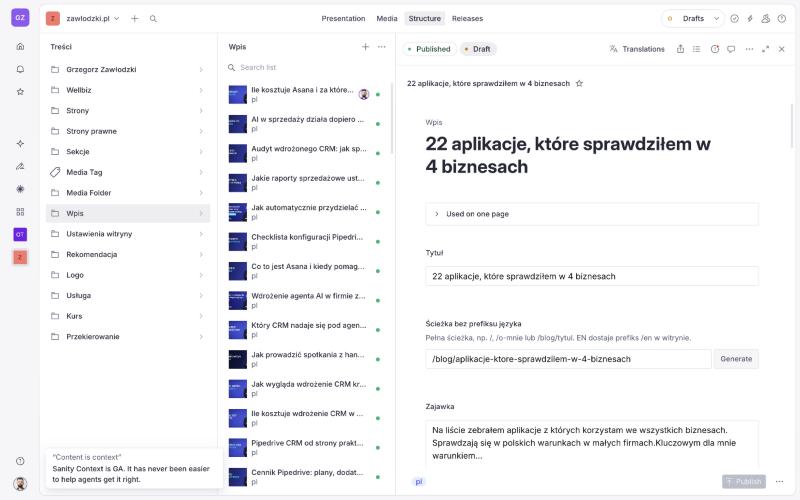 GZ
Z
zawlodzki.pl
Presentation
Media
Structure
Releases
Drafts
Treści
Grzegorz Zawłodzki
Wellbiz
Strony
Strony prawne
Sekcje
Media Tag
Media Folder
Wpis
Ustawienia witryny
Rekomendacja
Logo
Usługa
Kurs
Przekierowanie
OT
Z
"Content is context"
Sanity Context is GA. It has never been easier
to help agents get it right.
Wpis
Search list
Ile kosztuje Asana i za które...
pl
AI w sprzedaży działa dopiero ...
pl
Audyt wdrożonego CRM: jak sp...
pl
Jakie raporty sprzedażowe ust...
pl
Jak automatycznie przydzielać ...
pl
Checklista konfiguracji Pipedri...
pl
Co to jest Asana i kiedy pomag...
pl
Wdrożenie agenta AI w firmie z...
pl
Który CRM nadaje się pod agen...
pl
Jak prowadzić spotkania z han...
pl
Jak wygląda wdrożenie CRM kr...
pl
Ile kosztuje wdrożenie CRM w ...
pl
Pipedrive CRM od strony prakt...
pl
Cennik Pipedrive: plany, dodat...
pl
Published
Draft
Translations
22 aplikacje, które sprawdziłem w 4 biznesach
Wpis
22 aplikacje, które sprawdziłem w
4 biznesach
Used on one page
Tytuł
22 aplikacje, które sprawdziłem w 4 biznesach
Ścieżka bez prefiksu języka
Pełna ścieżka, np. /, /o-mnie lub /blog/tytul. EN dostaje prefiks /en w witrynie.
/blog/aplikacje-ktore-sprawdzilem-w-4-biznesach
Generate
Zajawka
Na liście zebrałem aplikacje z których korzystam we wszystkich biznesach.
Sprawdzają się w polskich warunkach w małych firmach.Kluczowym dla mnie
warunkiem...
pl
Publish